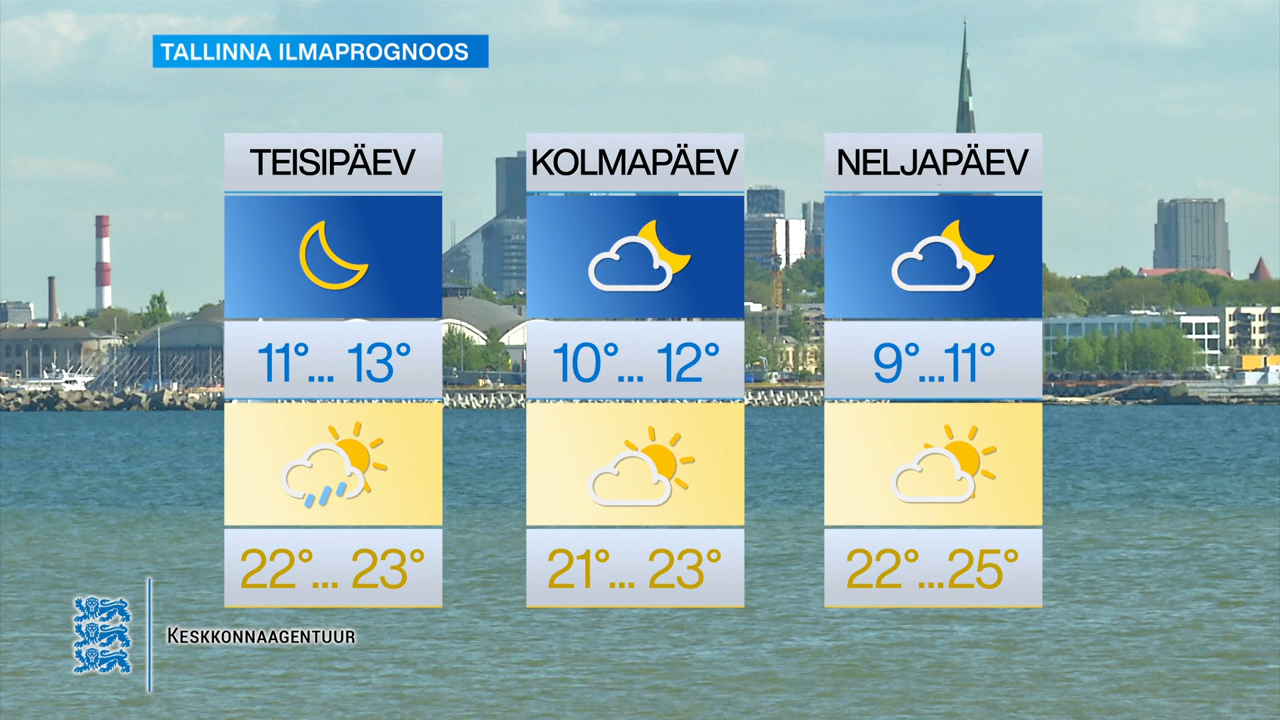 TALLINNA ILMAPROGNOOS
TEISIPÄEV
11°... 13°
22°... 23°
KOLMAPÄEV
10°... 12°
21°... 23°
NELJAPÄEV
9°...11°
22°...25°
KESKKONNAAGENTUUR